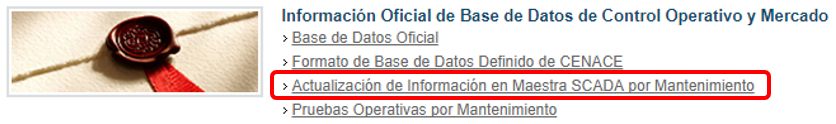 Información Oficial de Base de Datos de Control Operativo y Mercado
› Base de Datos Oficial
› Formato de Base de Datos Definido de CENACE
› Actualización de Información en Maestra SCADA por Mantenimiento
› Pruebas Operativas por Mantenimiento